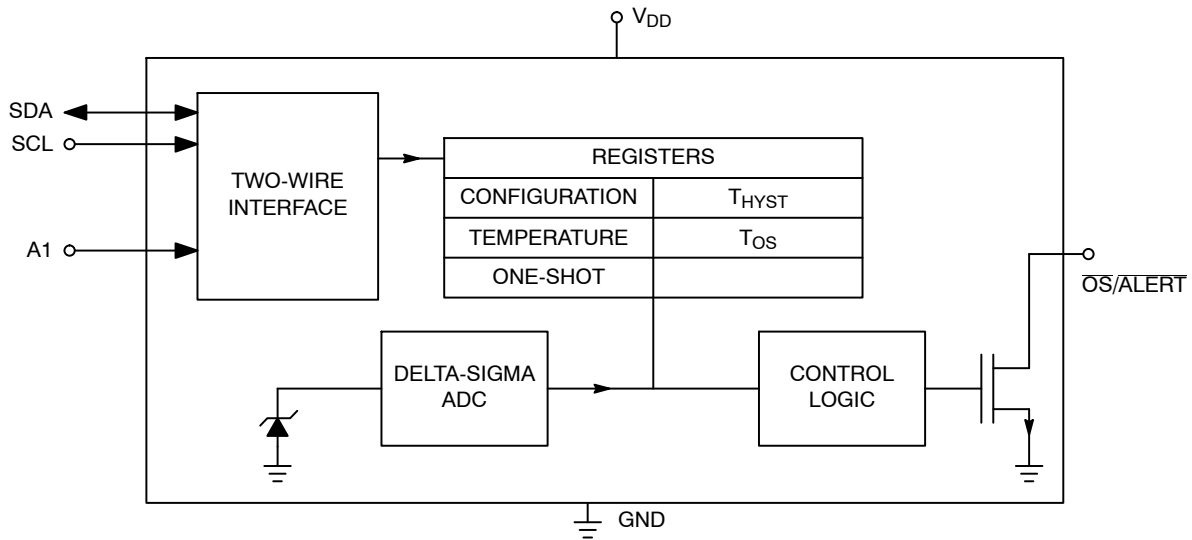 VDD
SDA
SCL
A1
TWO-WIRE
INTERFACE
REGISTERS
CONFIGURATION THYST
TEMPERATURE TOS
ONE-SHOT
OS/ALERT
DELTA-SIGMA
ADC
CONTROL
LOGIC
GND